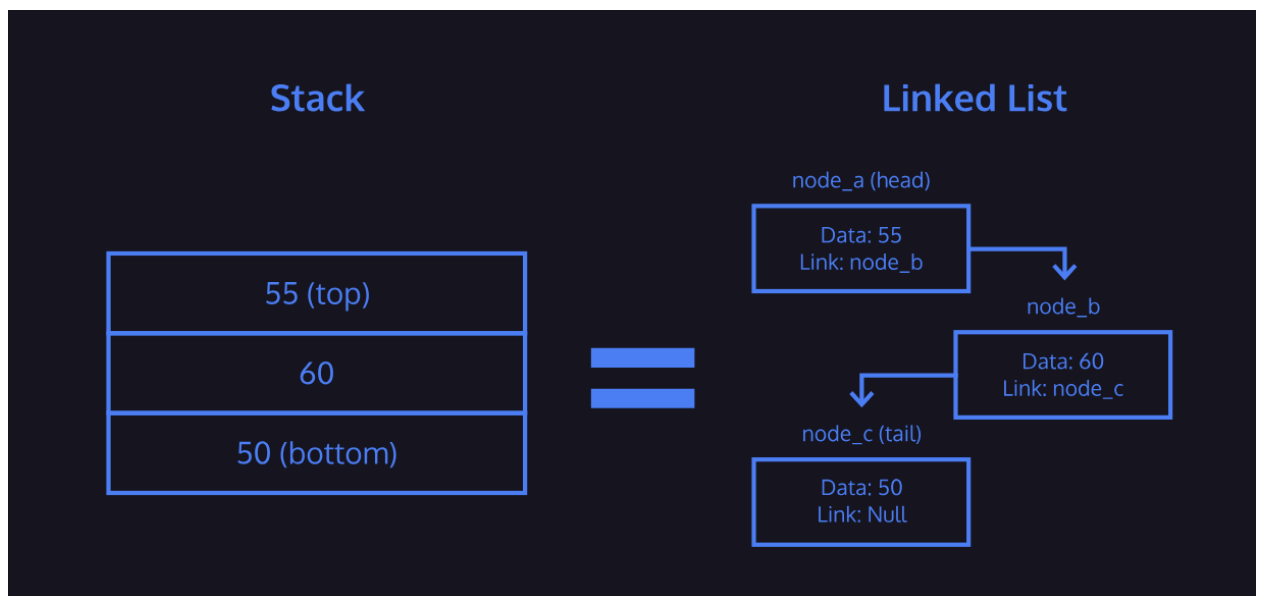 Stack
55 (top)
60
50 (bottom)
Linked List
node_a (head)
Data: 55
Link: node_b
node_b
Data: 60
Link: node_c
node_c (tail)
Data: 50
Link: Null